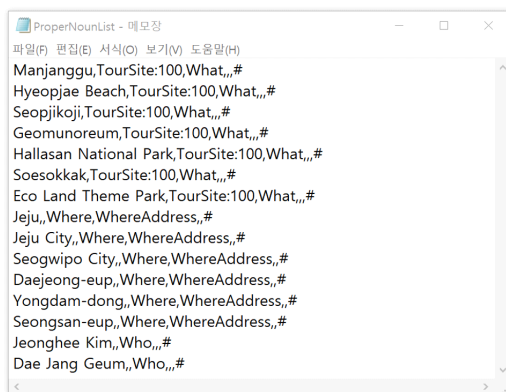 ProperNounList - 메모장
파일(F) 편집(E) 서식(O) 보기(V) 도움말(H)
Manjanggu,TourSite:100,What,,,#
Hyeopjae Beach,TourSite:100,What,,,#
Seopjikoji,TourSite:100,What,,,#
Geomunoreum,TourSite:100,What,,,#
Hallasan National Park,TourSite:100,What,,,#
Soesokkak,TourSite:100,What,,,#
Eco Land Theme Park,TourSite:100,What,,,#
Jeju,,Where,WhereAddress,,#
Jeju City,,Where,WhereAddress,,#
Seogwipo City,,Where,WhereAddress,,#
Daejeong-eup,,Where,WhereAddress,,#
Yongdam-dong,,Where,WhereAddress,,#
Seongsan-eup,,Where,WhereAddress,,#
Jeonghee Kim,,Who,,,#
Dae Jang Geum,,Who,,,#